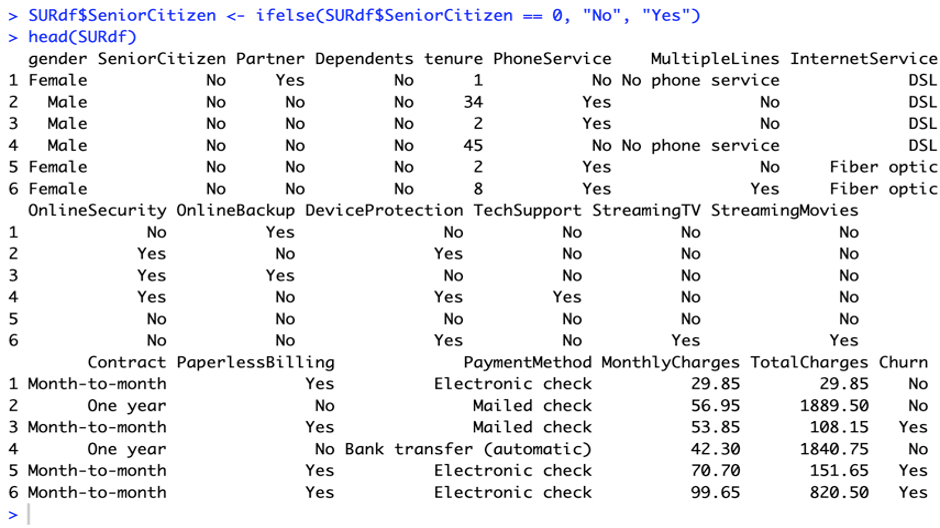 > SURdf$SeniorCitizen <- ifelse(SURdf$SeniorCitizen == 0, "No", "Yes")
> head(SURdf)
  gender SeniorCitizen Partner Dependents tenure PhoneService    MultipleLines InternetService
1 Female            No     Yes         No      1           No No phone service             DSL
2   Male            No      No         No     34          Yes               No             DSL
3   Male            No      No         No      2          Yes               No             DSL
4   Male            No      No         No     45           No No phone service             DSL
5 Female            No      No         No      2          Yes               No     Fiber optic
6 Female            No      No         No      8          Yes              Yes     Fiber optic
  OnlineSecurity OnlineBackup DeviceProtection TechSupport StreamingTV StreamingMovies
1             No          Yes               No          No          No              No
2            Yes           No              Yes          No          No              No
3            Yes          Yes               No          No          No              No
4            Yes           No              Yes         Yes          No              No
5             No           No               No          No          No              No
6             No           No              Yes          No         Yes             Yes
        Contract PaperlessBilling             PaymentMethod MonthlyCharges TotalCharges Churn
1 Month-to-month              Yes          Electronic check          29.85        29.85    No
2       One year               No              Mailed check          56.95      1889.50    No
3 Month-to-month              Yes              Mailed check          53.85       108.15   Yes
4       One year               No Bank transfer (automatic)          42.30      1840.75    No
5 Month-to-month              Yes          Electronic check          70.70       151.65   Yes
6 Month-to-month              Yes          Electronic check          99.65       820.50   Yes
>